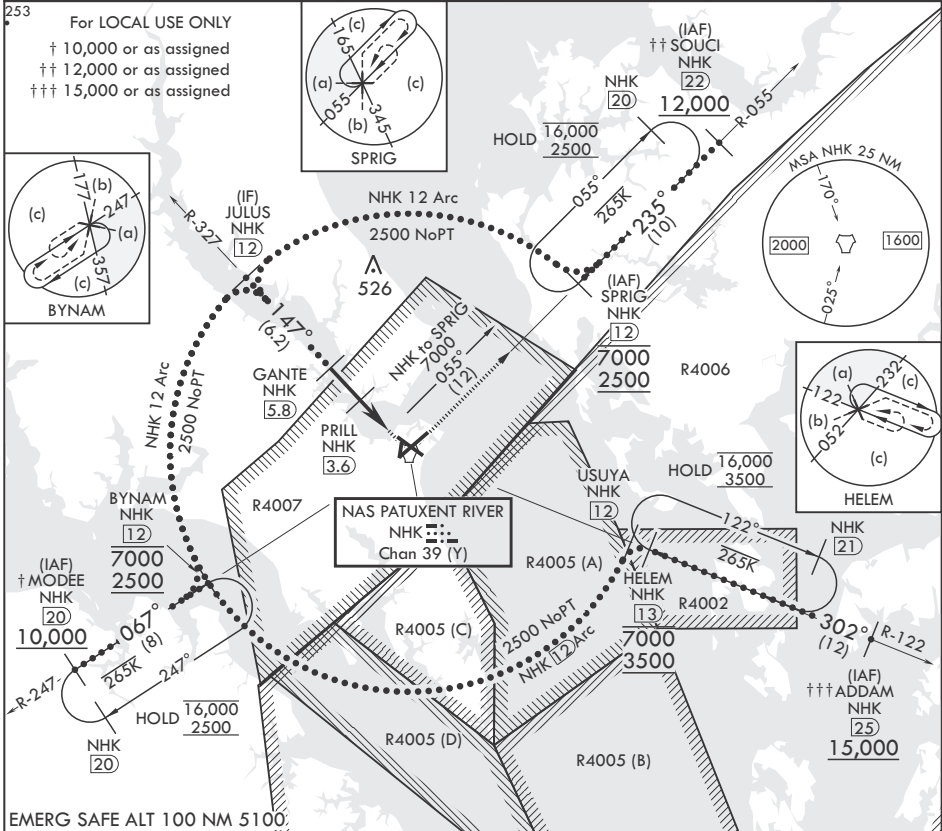 253
For LOCAL USE ONLY
† 10,000 or as assigned
†† 12,000 or as assigned
††† 15,000 or as assigned
(c)
165
(a)
(c)
055
345
(b)
SPRIG
(IAF)
†† SOUCI
NHK
22
12,000
NHK
20
R-055
HOLD 16,000
2500
055°
265K
235°
(10)
MSA NHK 25 NM
170°
2000
1600
025°
177
(b)
247
(c)
(a)
357
(c)
BYNAM
R-327
(IF)
JULUS
NHK
12
NHK 12 Arc
2500 NoPT
526
147°
(6.2)
NHK to SPRIG
7000
055°
(12)
(IAF)
SPRIG
NHK
12
7000
2500
R4006
(a)
232
(c)
122
(b)
052
(c)
HELEM
GANTE
NHK
5.8
NHK 12 Arc
2500 NoPT
PRILL
NHK
3.6
R4007
NAS PATUXENT RIVER
NHK
Chan 39 (Y)
USUYA
NHK
12
HOLD 16,000
3500
122°
265K
NHK
21
R4005 (A)
HELEM
NHK
13
7000
3500
R4002
302°
(12)
R-122
(IAF)
††† ADDAM
NHK
25
15,000
BYNAM
NHK
12
7000
2500
(IAF)
† MODEE
NHK
20
10,000
067°
(8)
265K
247°
R-247
HOLD 16,000
2500
NHK
20
R4005 (C)
2500 NoPT
NHK 12 Arc
R4005 (D)
R4005 (B)
EMERG SAFE ALT 100 NM 5100